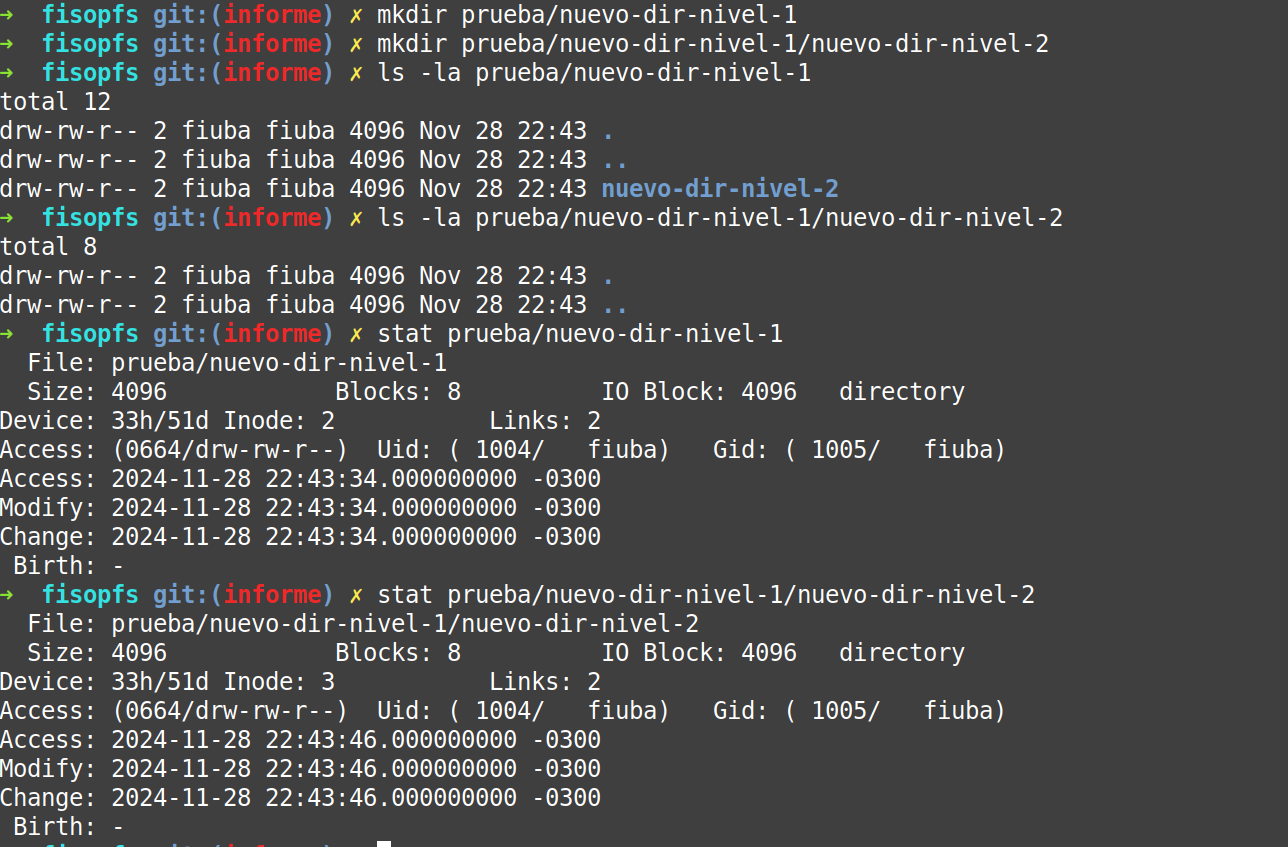 ➜  fisopfs git:(informe) ✗ mkdir prueba/nuevo-dir-nivel-1
➜  fisopfs git:(informe) ✗ mkdir prueba/nuevo-dir-nivel-1/nuevo-dir-nivel-2
➜  fisopfs git:(informe) ✗ ls -la prueba/nuevo-dir-nivel-1
total 12
drw-rw-r-- 2 fiuba fiuba 4096 Nov 28 22:43 .
drw-rw-r-- 2 fiuba fiuba 4096 Nov 28 22:43 ..
drw-rw-r-- 2 fiuba fiuba 4096 Nov 28 22:43 nuevo-dir-nivel-2
➜  fisopfs git:(informe) ✗ ls -la prueba/nuevo-dir-nivel-1/nuevo-dir-nivel-2
total 8
drw-rw-r-- 2 fiuba fiuba 4096 Nov 28 22:43 .
drw-rw-r-- 2 fiuba fiuba 4096 Nov 28 22:43 ..
➜  fisopfs git:(informe) ✗ stat prueba/nuevo-dir-nivel-1
  File: prueba/nuevo-dir-nivel-1
  Size: 4096            Blocks: 8          IO Block: 4096   directory
Device: 33h/51d Inode: 2           Links: 2
Access: (0664/drw-rw-r--)  Uid: ( 1004/   fiuba)   Gid: ( 1005/   fiuba)
Access: 2024-11-28 22:43:34.000000000 -0300
Modify: 2024-11-28 22:43:34.000000000 -0300
Change: 2024-11-28 22:43:34.000000000 -0300
 Birth: -
➜  fisopfs git:(informe) ✗ stat prueba/nuevo-dir-nivel-1/nuevo-dir-nivel-2
  File: prueba/nuevo-dir-nivel-1/nuevo-dir-nivel-2
  Size: 4096            Blocks: 8          IO Block: 4096   directory
Device: 33h/51d Inode: 3           Links: 2
Access: (0664/drw-rw-r--)  Uid: ( 1004/   fiuba)   Gid: ( 1005/   fiuba)
Access: 2024-11-28 22:43:46.000000000 -0300
Modify: 2024-11-28 22:43:46.000000000 -0300
Change: 2024-11-28 22:43:46.000000000 -0300
 Birth: -